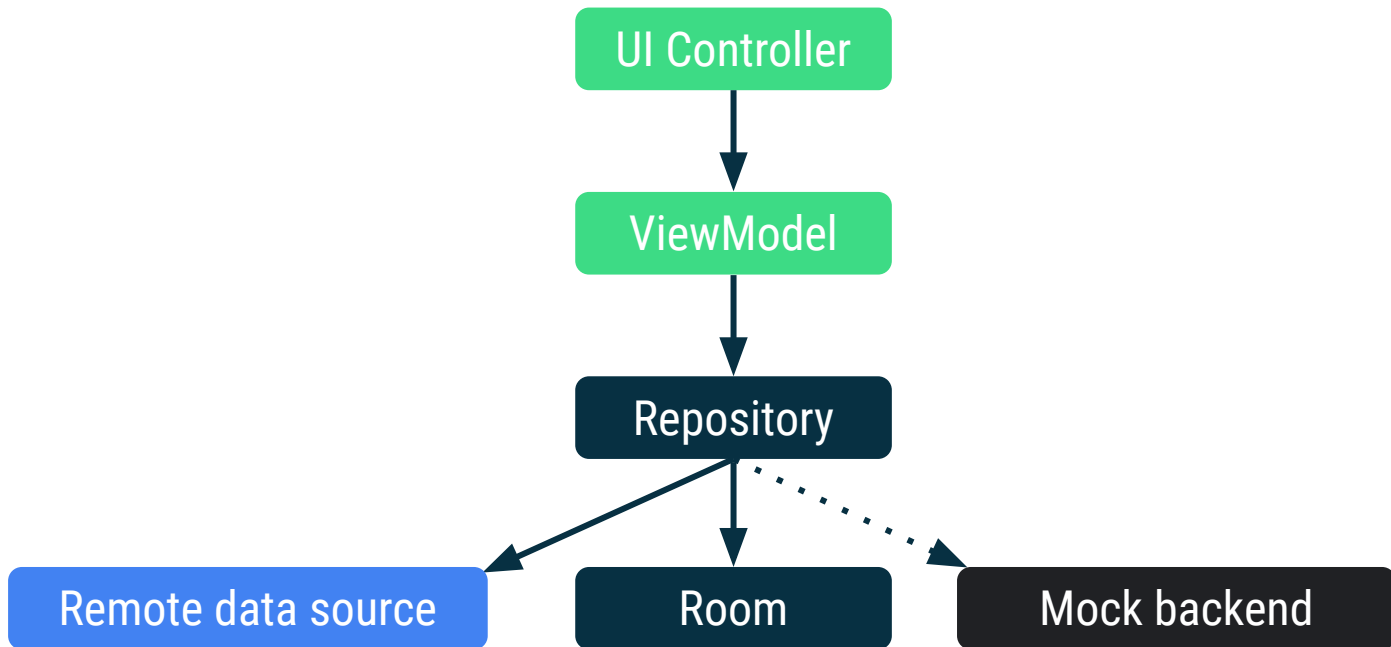 UI Controller
ViewModel
Repository
Remote data source
Room
Mock backend